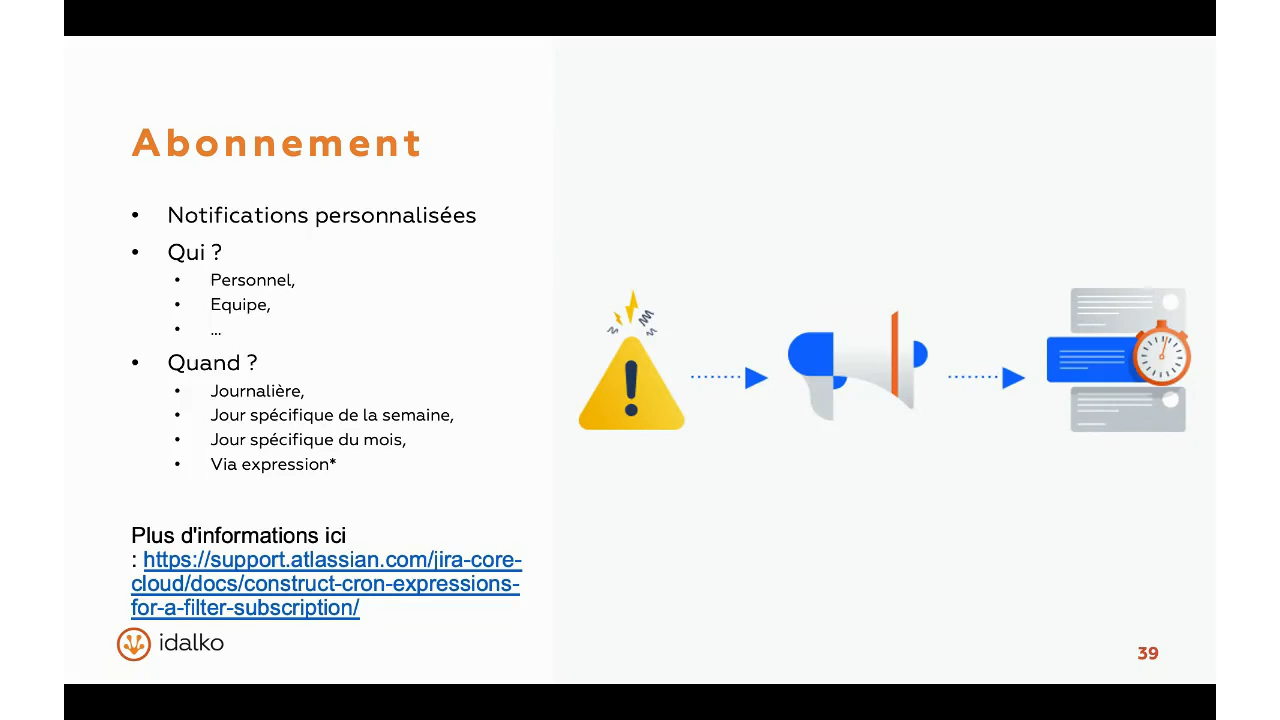 Abonnement
• Notifications personnalisées
• Qui ?
• Personnel,
• Equipe,
• ...
• Quand ?
• Journalière,
• Jour spécifique de la semaine,
• Jour spécifique du mois,
• Via expression*
Plus d'informations ici
: https://support.atlassian.com/jira-core-
cloud/docs/construct-cron-expressions-
for-a-filter-subscription/
idalko
39